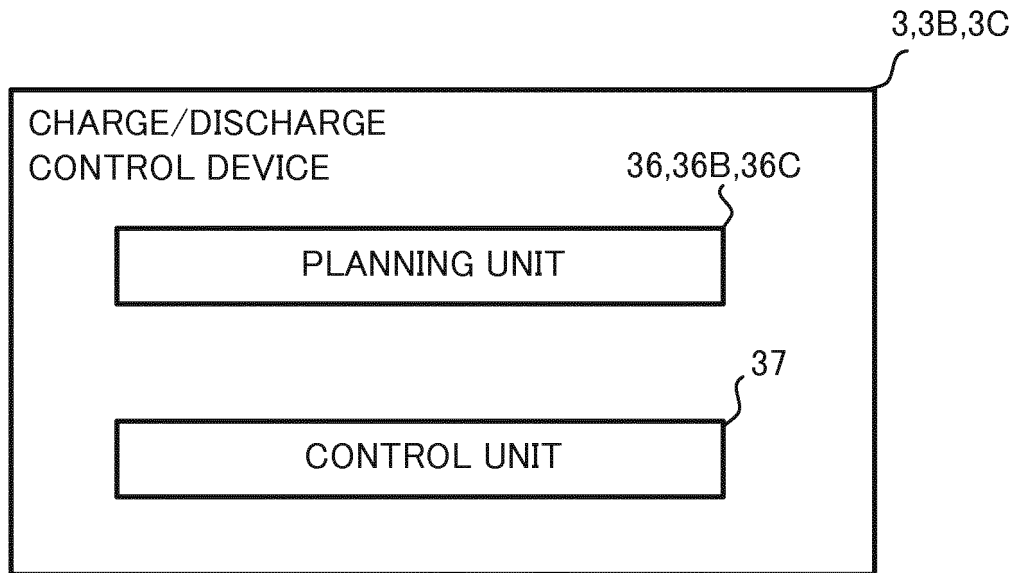 3,3B,3C
CHARGE/DISCHARGE
CONTROL DEVICE
36,36B,36C
PLANNING UNIT
37
CONTROL UNIT